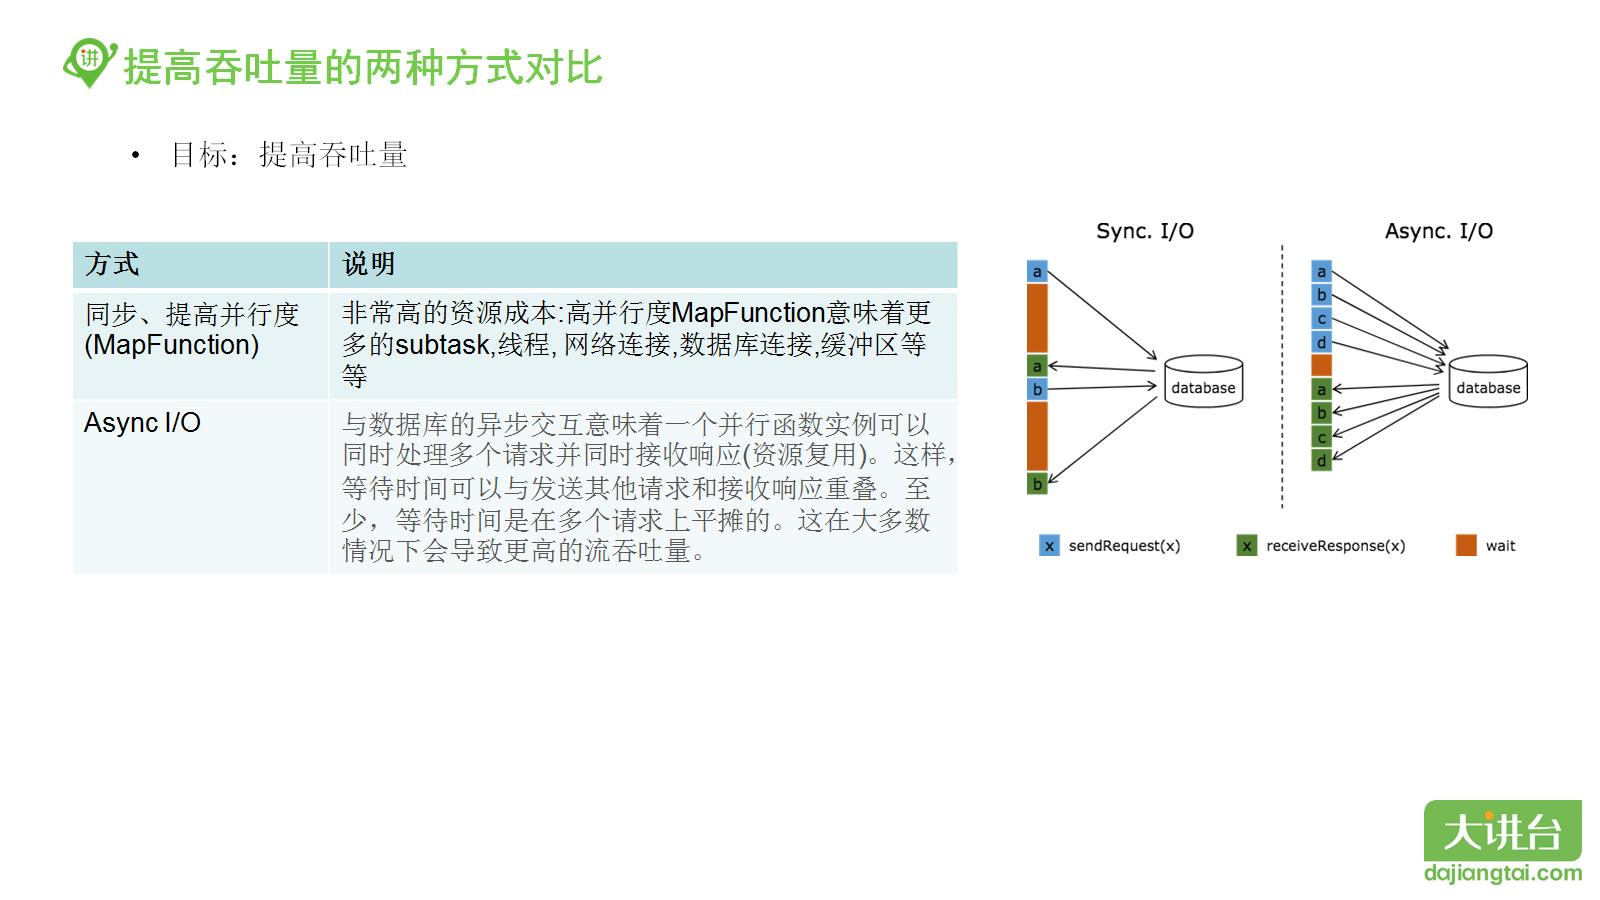 讲
提高吞吐量的两种方式对比
• 目标：提高吞吐量
方式
说明
同步、提高并行度
(MapFunction)
非常高的资源成本:高并行度MapFunction意味着更
多的subtask,线程, 网络连接,数据库连接,缓冲区等
等
Async I/O
与数据库的异步交互意味着一个并行函数实例可以
同时处理多个请求并同时接收响应(资源复用)。这样，
等待时间可以与发送其他请求和接收响应重叠。至
少，等待时间是在多个请求上平摊的。这在大多数
情况下会导致更高的流吞吐量。
Sync. I/O
a
a
b
b
database
Async. I/O
a
b
c
d
a
b
c
d
database
x sendRequest(x)
x receiveResponse(x)
wait
大讲台
dajiangtai.com